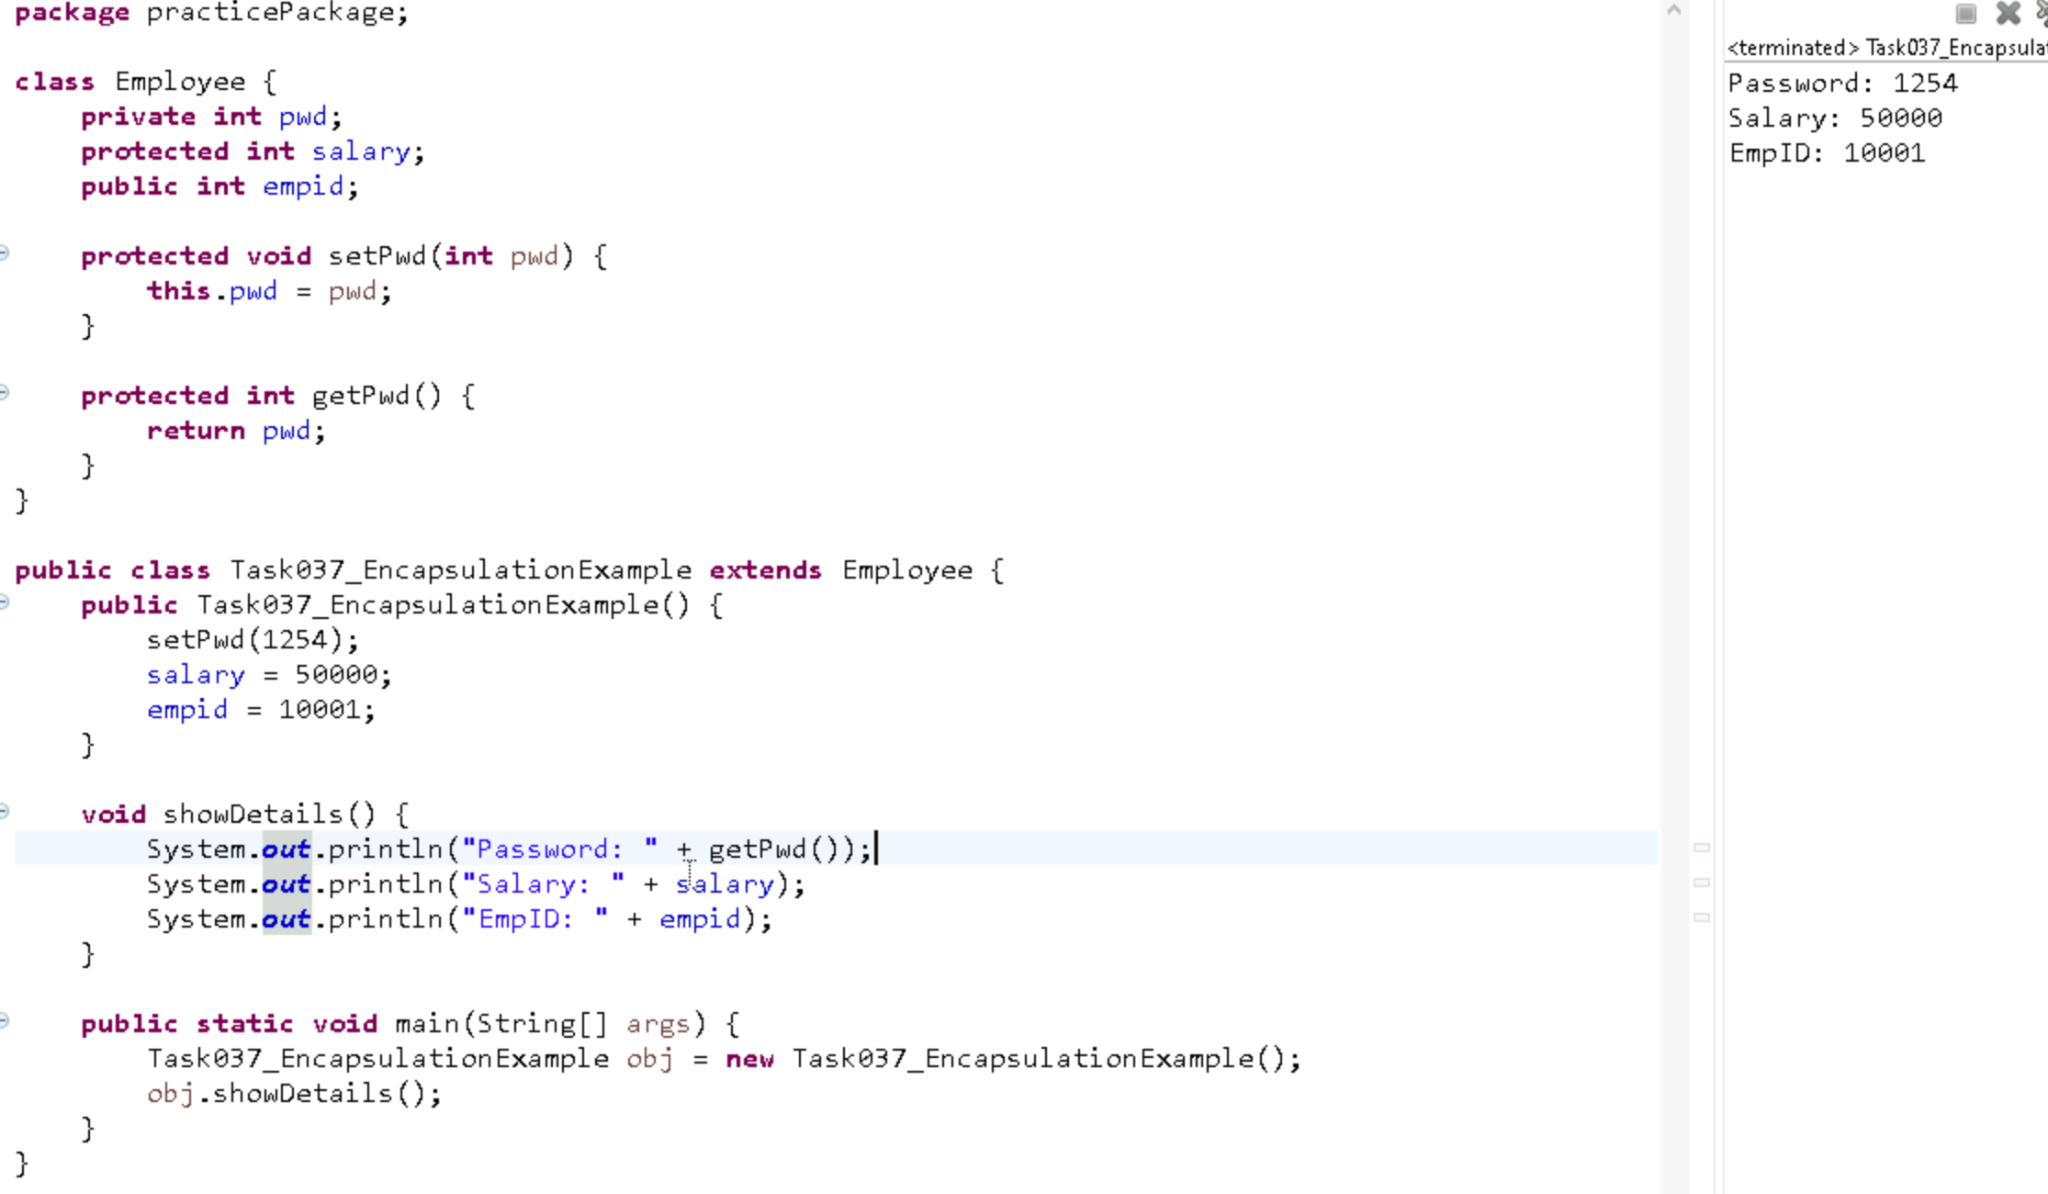 package practicePackage;
class Employee {
private int pwd;
protected int salary;
public int empid;
protected void setPwd(int pwd) {
this.pwd = pwd;
}
protected int getPwd() {
return pwd;
}
}
public class Task037_EncapsulationExample extends Employee {
public Task037_EncapsulationExample() {
setPwd(1254);
salary = 50000;
empid = 10001;
}
void showDetails() {
System.out.println("Password: " + getPwd());
System.out.println("Salary: " + salary);
System.out.println("EmpID: " + empid);
}
public static void main(String[] args) {
Task037_EncapsulationExample obj = new Task037_EncapsulationExample();
obj.showDetails();
}
}
<terminated> Task037_Encapsula
Password: 1254
Salary: 50000
EmpID: 10001